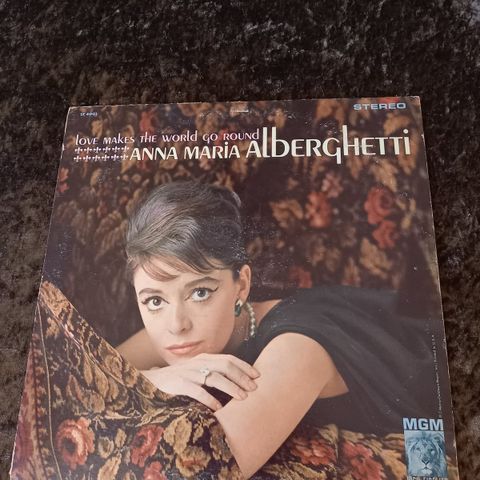 STEREO
love makes the world go round
ANNA MARIA ALBERGHETTI
MGM